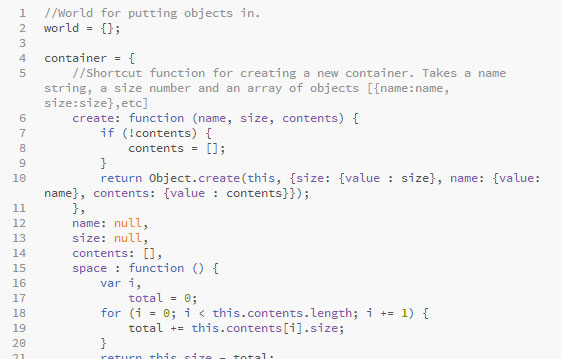 1 //World for putting objects in.
2 world = {};
3
4 container = {
5 //Shortcut function for creating a new container. Takes a name
string, a size number and an array of objects [{name:name,
size:size},etc]
6 create: function (name, size, contents) {
7 if (!contents) {
8 contents = [];
9 }
10 return Object.create(this, {size: {value : size}, name: {value:
name}, contents: {value : contents}});
11 },
12 name: null,
13 size: null,
14 contents: [],
15 space : function () {
16 var i,
17 total = 0;
18 for (i = 0; i < this.contents.length; i += 1) {
19 total += this.contents[i].size;
20 }
21 return this.size - total;